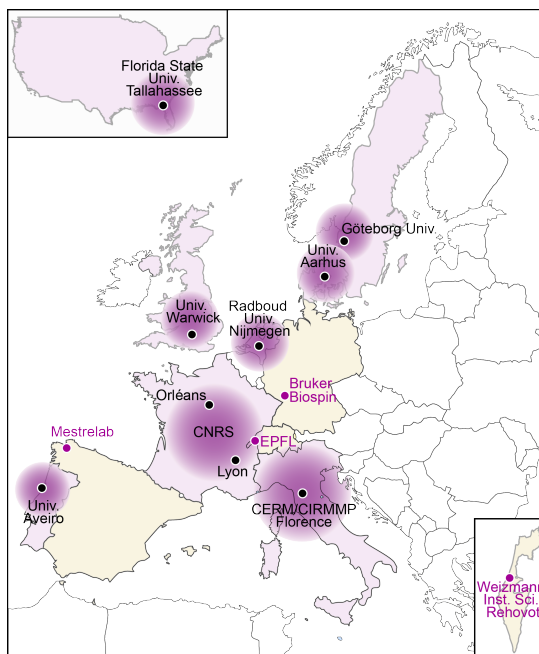 Florida State
Univ.
Tallahassee
Göteborg Univ.
Univ.
Aarhus
Univ.
Warwick
Radboud
Univ.
Nijmegen
Bruker
Biospin
Orléans
CNRS
Mestrelab
EPFL
Lyon
Univ.
Aveiro
CERM/CIRMMP
Florence
Weizmann
Inst. Sci.
Rehovot